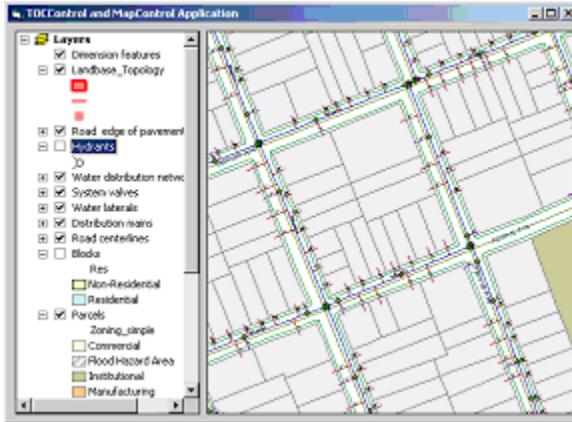 TOCControl and MapControl Application
Layers
Dimension features
Landbase_Topology
Road edge of pavement
Hydrants
Water distribution netwo
System valves
Water laterals
Distribution mains
Road centerlines
Blocks
Res
Non-Residential
Residential
Parcels
Zoning_simple
Commercial
Flood Hazard Area
Institutional
Manufacturing